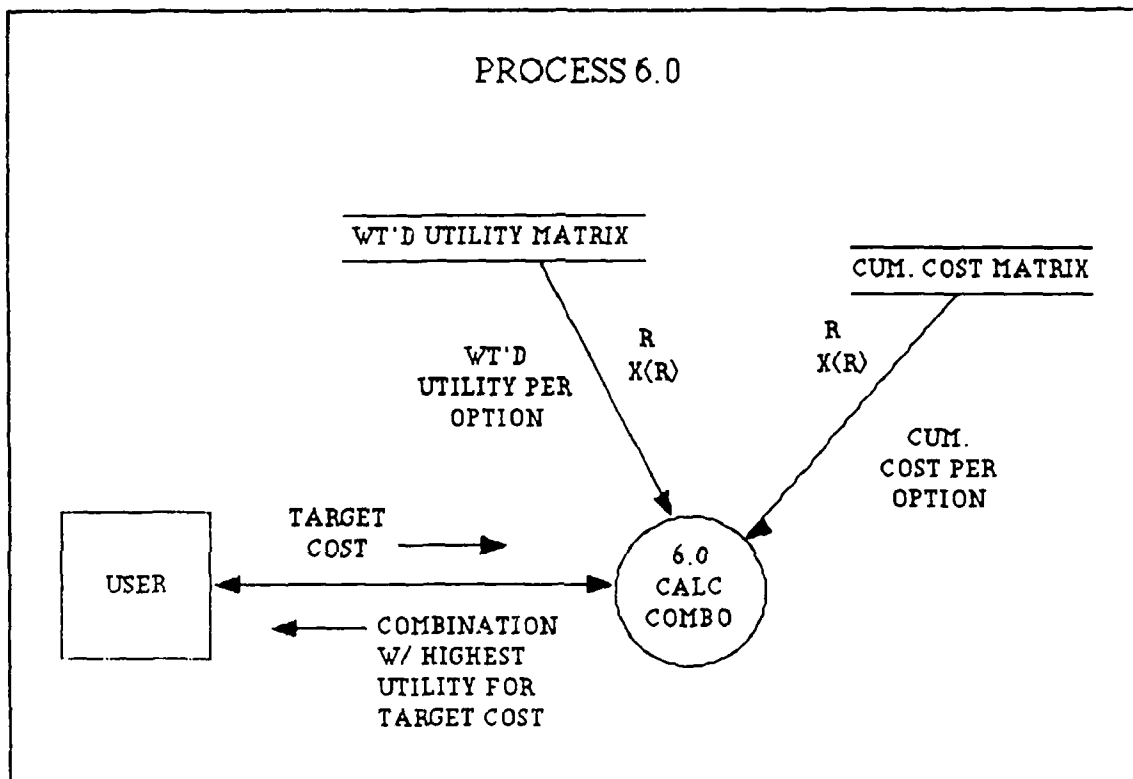 PROCESS 6.0
WT'D UTILITY MATRIX
CUM. COST MATRIX
R
X(R)
WT'D
UTILITY PER
OPTION
R
X(R)
CUM.
COST PER
OPTION
TARGET
COST
USER
6.0
CALC
COMBO
COMBINATION
W/ HIGHEST
UTILITY FOR
TARGET COST